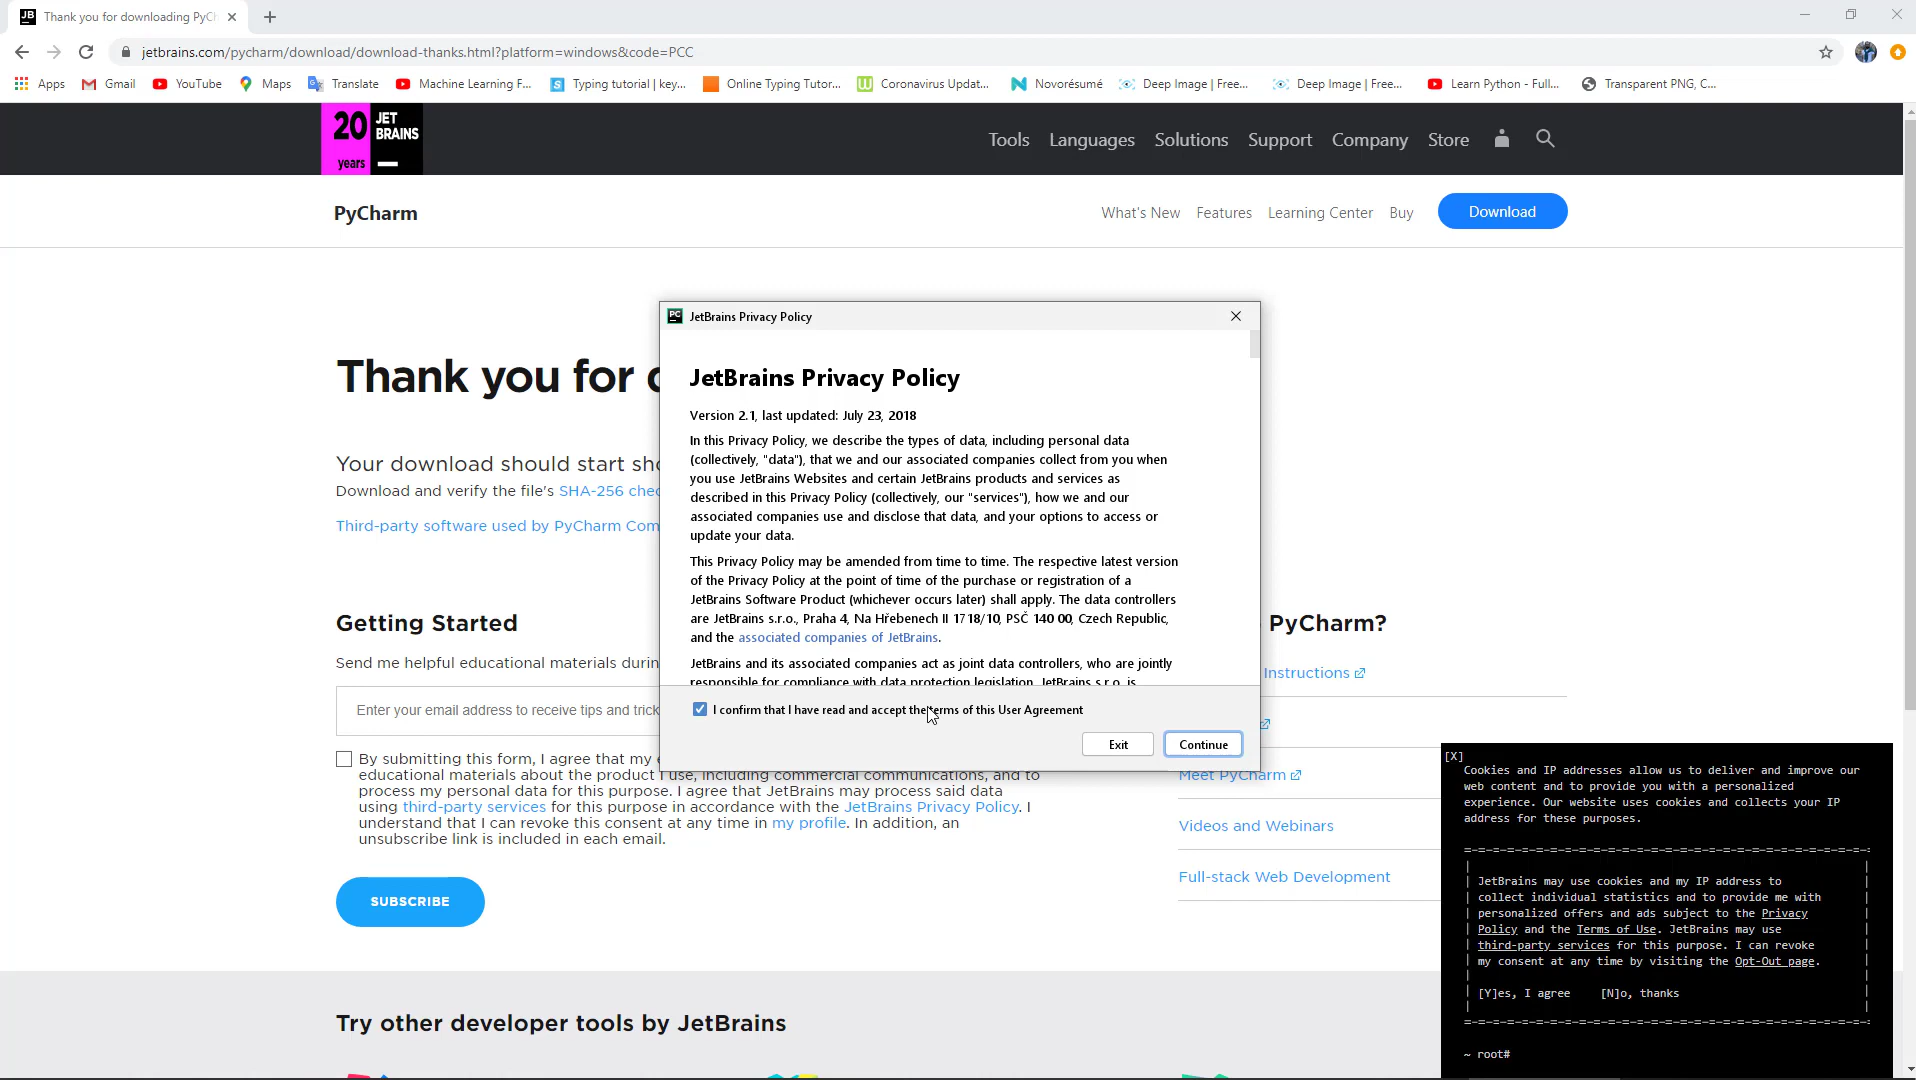 JB Thank you for downloading PyCh
jetbrains.com/pycharm/download/download-thanks.html?platform=windows&code=PCC
Apps Gmail YouTube Maps Translate Machine Learning F... Typing tutorial | key... Online Typing Tutor... Coronavirus Updat... Novorésumé Deep Image | Free... Deep Image | Free... Learn Python - Full... Transparent PNG, C...
20 years JET BRAINS
Tools Languages Solutions Support Company Store
PyCharm
What's New Features Learning Center Buy Download
Thank you for
Your download should start
Download and verify the file's SHA-256
Third-party software used by PyCharm
Getting Started
Send me helpful educational materials
Enter your email address to receive tips and
By submitting this form, I agree that my
educational materials about the product I use, including commercial communications, and to
process my personal data for this purpose. I agree that JetBrains may process said data
using third-party services for this purpose in accordance with the JetBrains Privacy Policy. I
understand that I can revoke this consent at any time in my profile. In addition, an
unsubscribe link is included in each email.
SUBSCRIBE
PC JetBrains Privacy Policy
JetBrains Privacy Policy
Version 2.1, last updated: July 23, 2018
In this Privacy Policy, we describe the types of data, including personal data
(collectively, "data"), that we and our associated companies collect from you when
you use JetBrains Websites and certain JetBrains products and services as
described in this Privacy Policy (collectively, our "services"), how we and our
associated companies use and disclose that data, and your options to access or
update your data.
This Privacy Policy may be amended from time to time. The respective latest version
of the Privacy Policy at the point of time of the purchase or registration of a
JetBrains Software Product (whichever occurs later) shall apply. The data controllers
are JetBrains s.r.o., Praha 4, Na Hřebenech II 1718/10, PSČ 140 00, Czech Republic,
and the associated companies of JetBrains.
JetBrains and its associated companies act as joint data controllers, who are jointly
responsible for compliance with data protection legislation. JetBrains s.r.o. is
I confirm that I have read and accept the terms of this User Agreement
Exit Continue
PyCharm?
Instructions
Meet PyCharm
Videos and Webinars
Full-stack Web Development
[X]
Cookies and IP addresses allow us to deliver and improve our
web content and to provide you with a personalized
experience. Our website uses cookies and collects your IP
address for these purposes.
JetBrains may use cookies and my IP address to
collect individual statistics and to provide me with
personalized offers and ads subject to the Privacy
Policy and the Terms of Use. JetBrains may use
third-party services for this purpose. I can revoke
my consent at any time by visiting the Opt-Out page.
[Y]es, I agree [N]o, thanks
~ root#
Try other developer tools by JetBrains